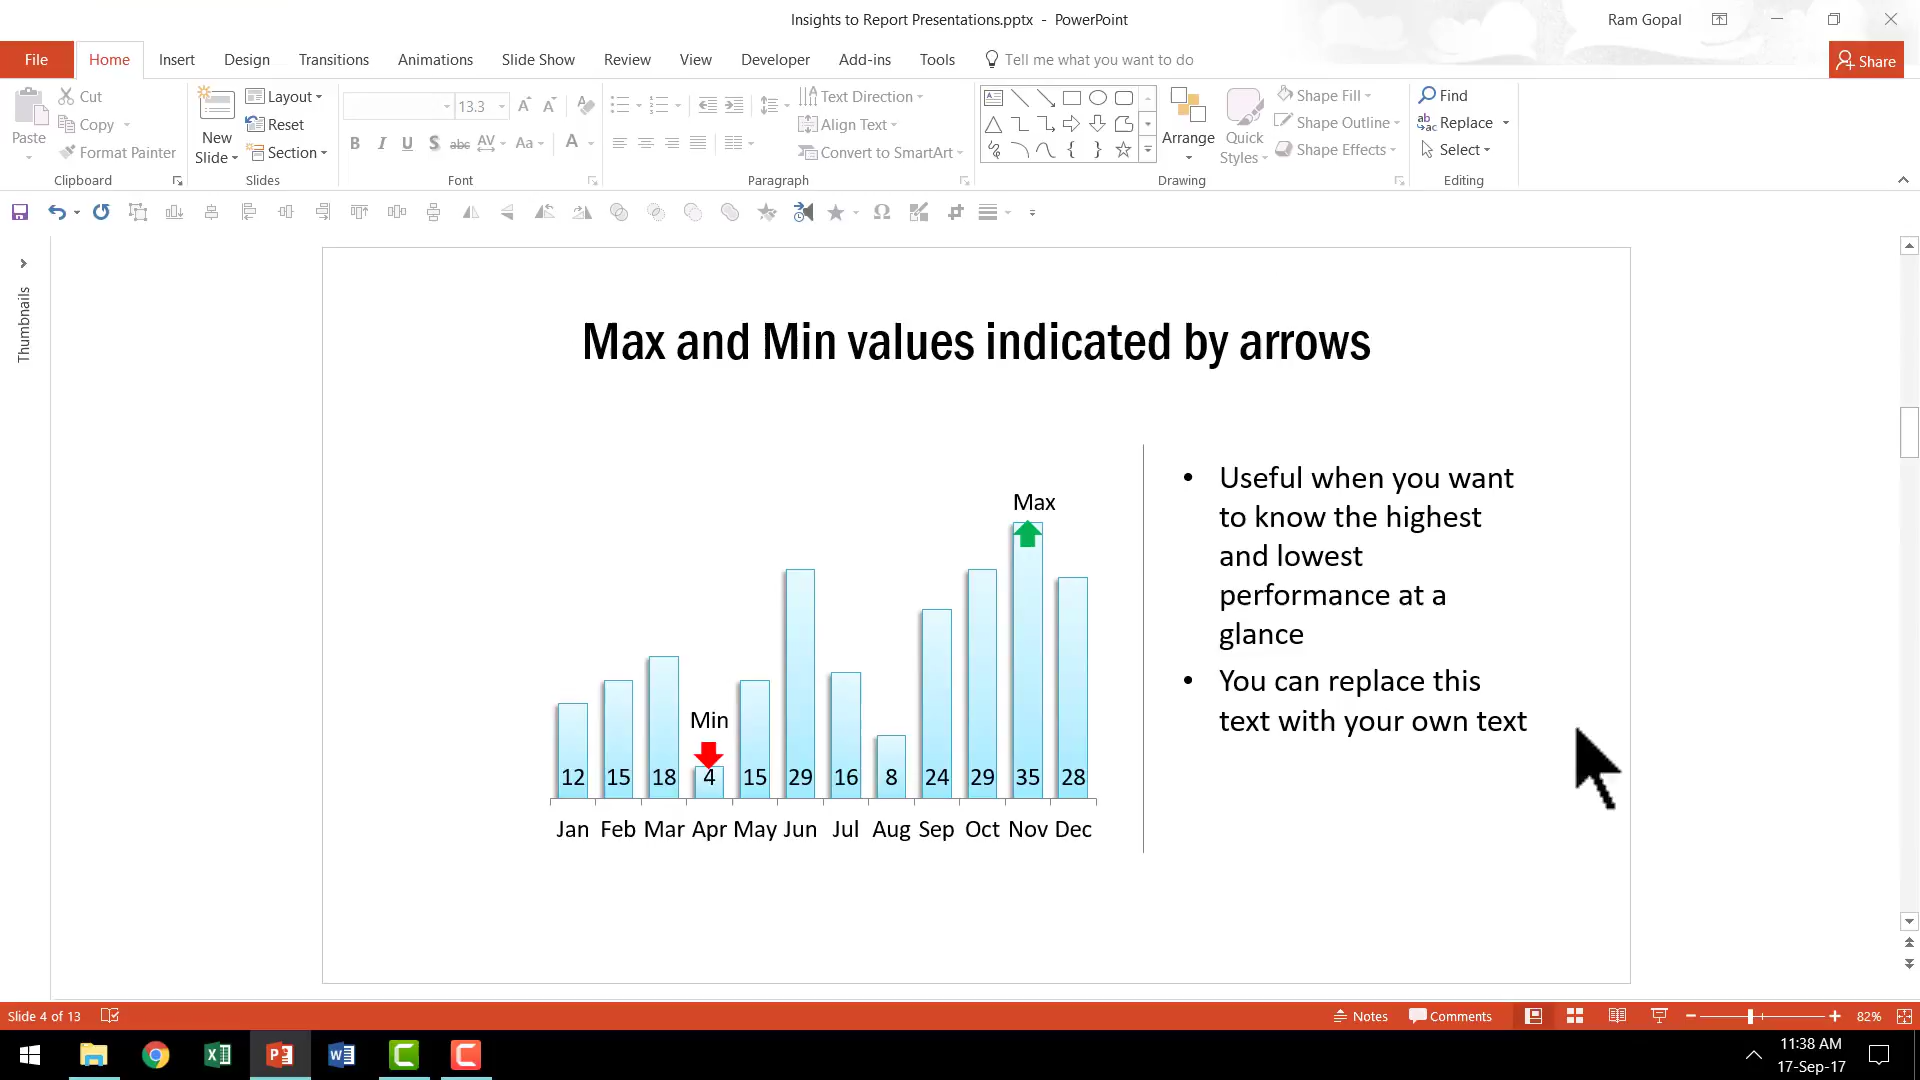 Insights to Report Presentations.pptx - PowerPoint
Ram Gopal
File Home Insert Design Transitions Animations Slide Show Review View Developer Add-ins Tools Tell me what you want to do
Share
Paste
Cut
Copy
Format Painter
Clipboard
New
Slide
Layout
Reset
Section
Slides
13.3
B I U S abc AV Aa A
Font
Text Direction
Align Text
Convert to SmartArt
Paragraph
Arrange
Quick
Styles
Shape Fill
Shape Outline
Shape Effects
Drawing
Find
Replace
Select
Editing
Thumbnails
Max and Min values indicated by arrows
Max
Min
12 15 18 4 15 29 16 8 24 29 35 28
Jan Feb Mar Apr May Jun Jul Aug Sep Oct Nov Dec
• Useful when you want
to know the highest
and lowest
performance at a
glance
• You can replace this
text with your own text
Slide 4 of 13
Notes
Comments
82%
11:38 AM
17-Sep-17